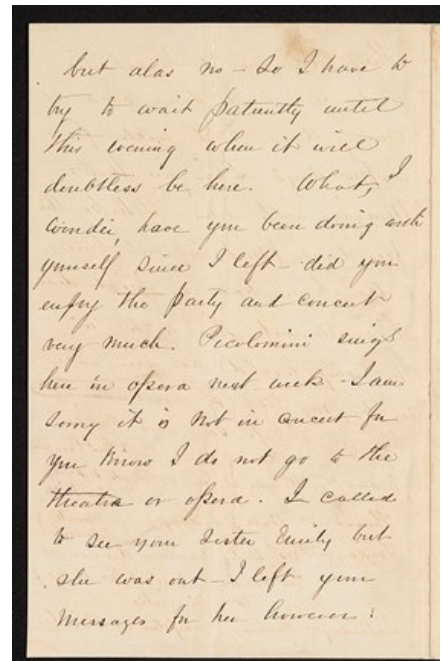 but alas no - So I have to
try to wait patiently until
this evening when it will
doubtless be here. What, I
wonder, have you been doing with
yourself since I left - did you
enjoy the party and concert
very much. Picolomini sings
here in opera next week - I am
sorry it is not in concert for
you know I do not go to the
theatre or opera. I called
to see your sister Emily but
she was out - I left your
messages for her however: